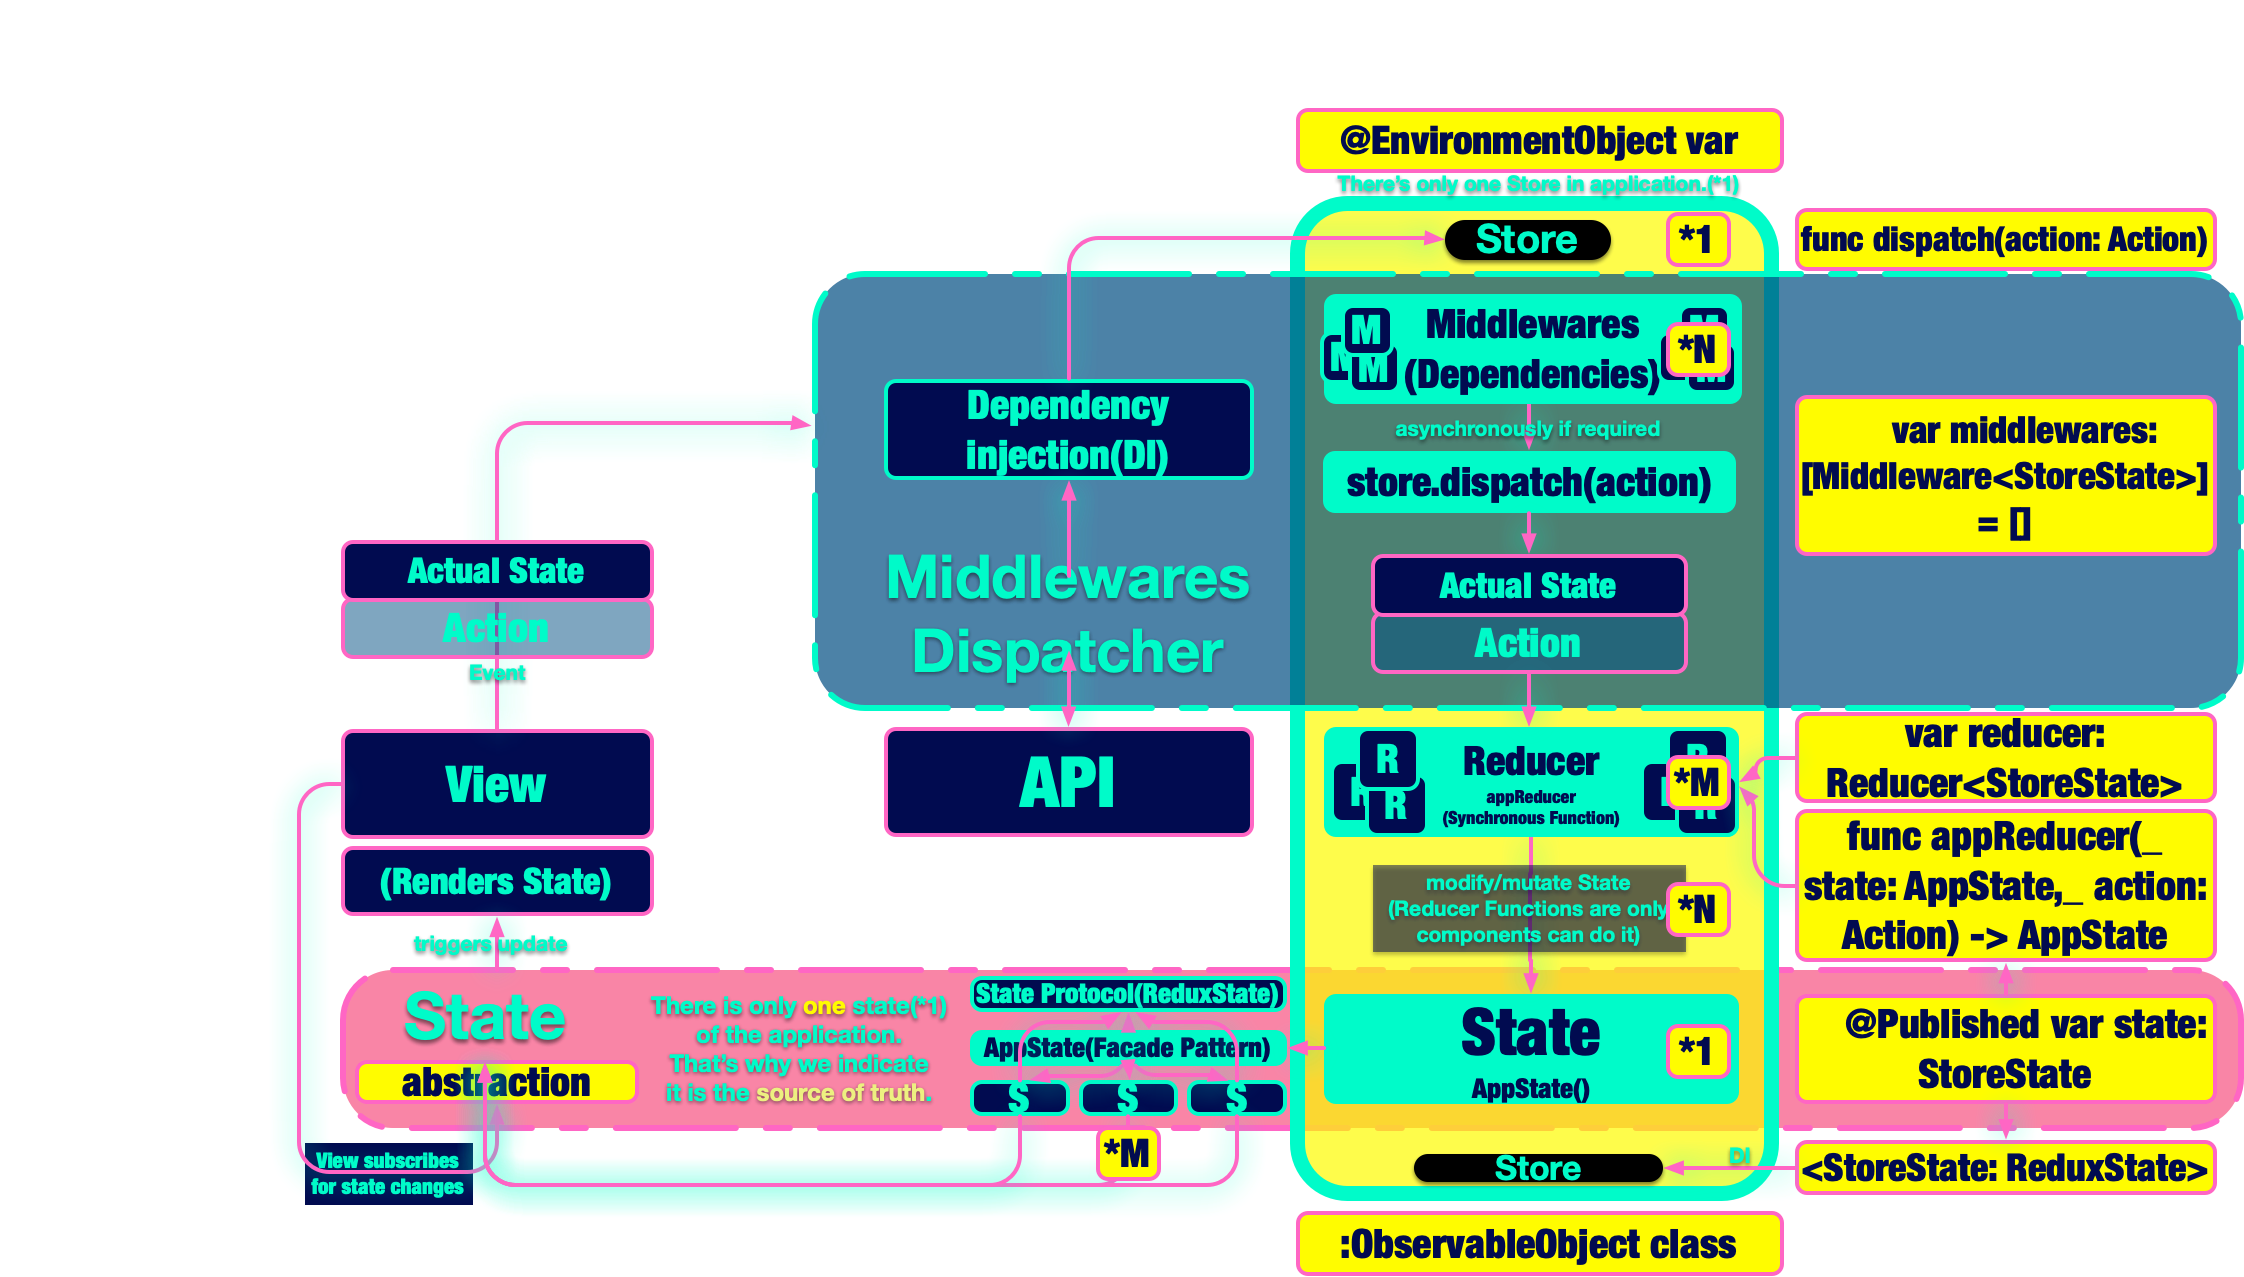 @EnvironmentObject var
There's only one Store in application.(*1)
Store
*1
func dispatch(action: Action)
M
M
M
Middlewares
(Dependencies)
*N
asynchronously if required
store.dispatch(action)
Dependency
injection(DI)
var middlewares:
[Middleware<StoreState>]
= []
Middlewares
Dispatcher
Actual State
Action
Actual State
Action
Event
View
(Renders State)
triggers update
API
R
R
R
Reducer
appReducer
(Synchronous Function)
R
R
*M
var reducer:
Reducer<StoreState>
func appReducer(_
state: AppState,_ action:
Action) -> AppState
modify/mutate State
(Reducer Functions are only
components can do it)
*N
State
abstraction
There is only one state(*1)
of the application.
That's why we indicate
it is the source of truth.
State Protocol(ReduxState)
AppState(Facade Pattern)
S
S
S
*M
State
AppState()
*1
@Published var state:
StoreState
View subscribes
for state changes
Store
DI
<StoreState: ReduxState>
:ObservableObject class